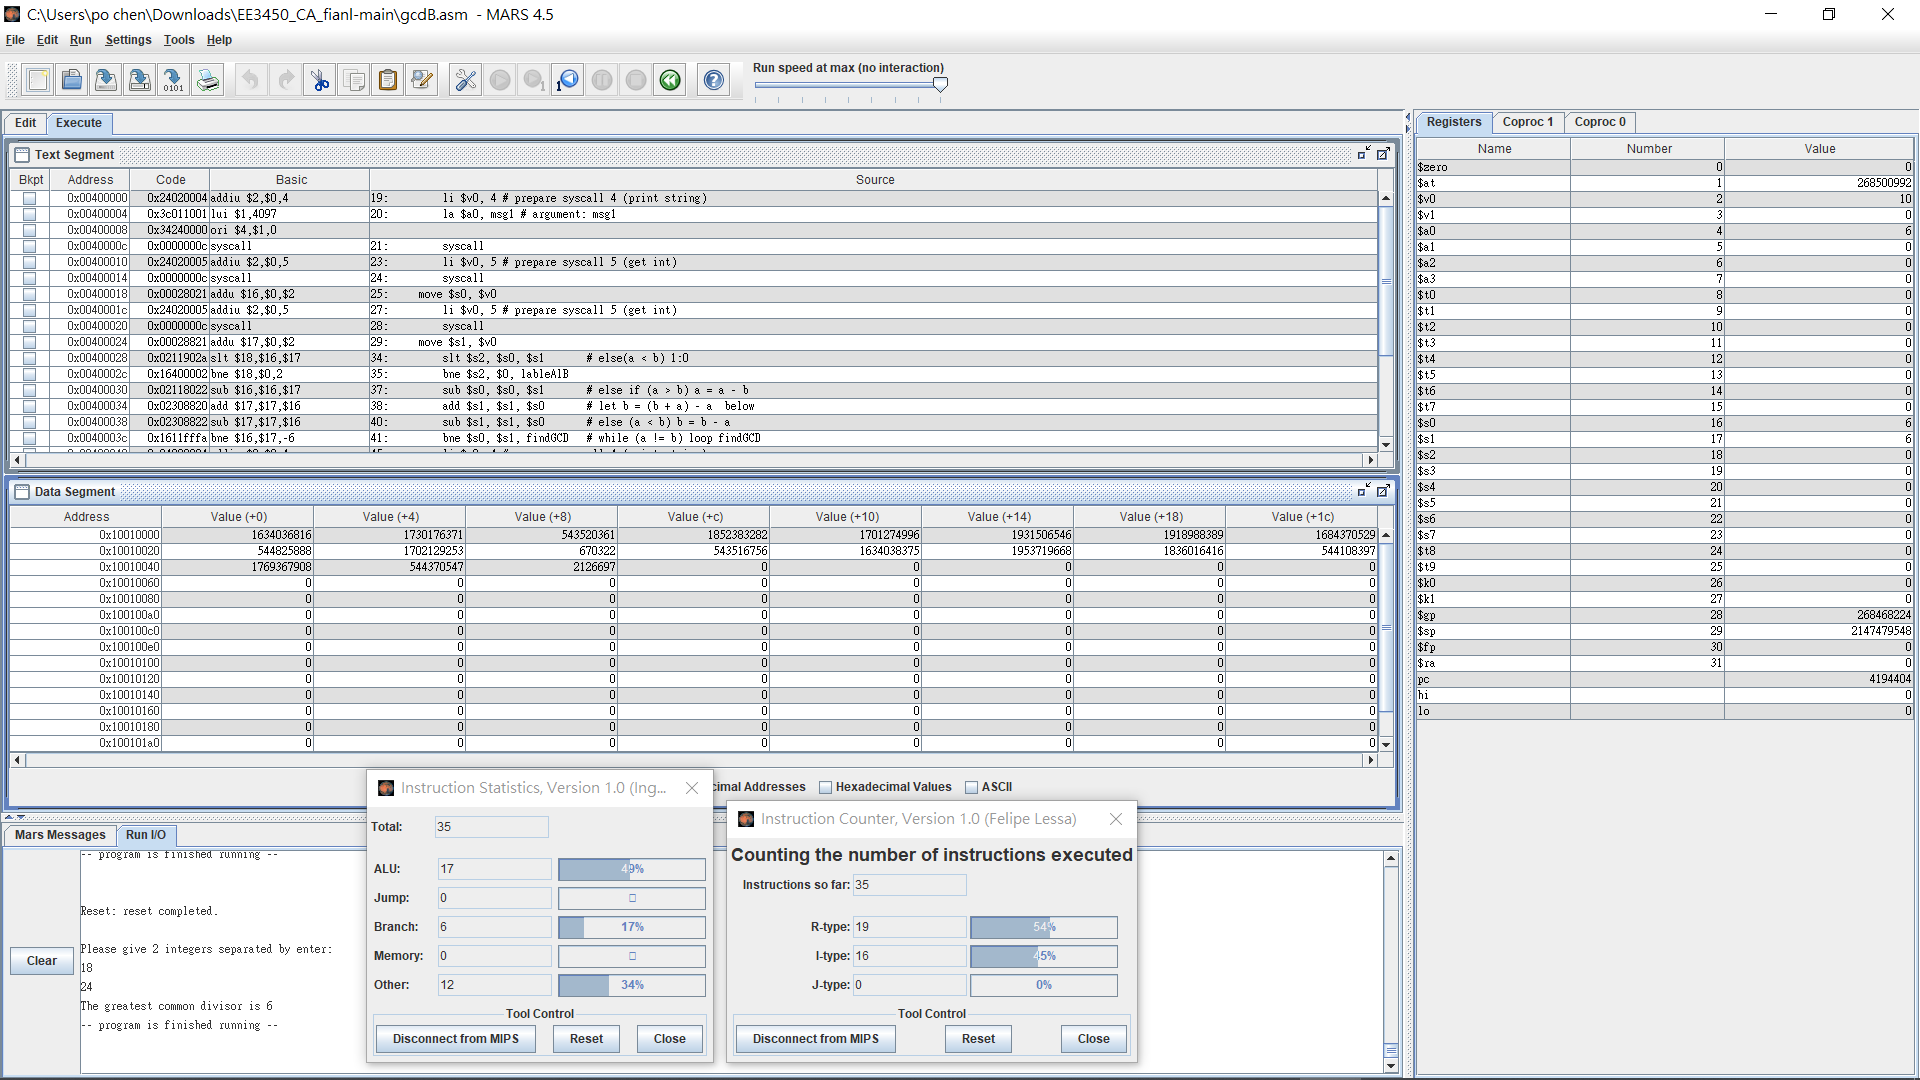 C:\Users\po chen\Downloads\EE3450_CA_fianl-main\gcdB.asm  - MARS 4.5
File Edit Run Settings Tools Help
Run speed at max (no interaction)
Edit Execute
Registers Coproc 1 Coproc 0
Text Segment
Bkpt Address Code Basic Source
0x00400000 0x24020004 addiu $2,$0,4 19: li $v0, 4 # prepare syscall 4 (print string)
0x00400004 0x3c011001 lui $1,4097 20: la $a0, msg1 # argument: msg1
0x00400008 0x34240000 ori $4,$1,0
0x0040000c 0x0000000c syscall 21: syscall
0x00400010 0x24020005 addiu $2,$0,5 23: li $v0, 5 # prepare syscall 5 (get int)
0x00400014 0x0000000c syscall 24: syscall
0x00400018 0x00028021 addu $16,$0,$2 25: move $s0, $v0
0x0040001c 0x24020005 addiu $2,$0,5 27: li $v0, 5 # prepare syscall 5 (get int)
0x00400020 0x0000000c syscall 28: syscall
0x00400024 0x00028821 addu $17,$0,$2 29: move $s1, $v0
0x00400028 0x0211902a slt $18,$16,$17 34: slt $s2, $s0, $s1 # else(a < b) 1:0
0x0040002c 0x16400002 bne $18,$0,2 35: bne $s2, $0, lableAlB
0x00400030 0x02118022 sub $16,$16,$17 37: sub $s0, $s0, $s1 # else if (a > b) a = a - b
0x00400034 0x02308820 add $17,$17,$16 38: add $s1, $s1, $s0 # let b = (b + a) - a  below
0x00400038 0x02308822 sub $17,$17,$16 40: sub $s1, $s1, $s0 # else (a < b) b = b - a
0x0040003c 0x1611fffa bne $16,$17,-6 41: bne $s0, $s1, findGCD # while (a != b) loop findGCD
Data Segment
Address Value (+0) Value (+4) Value (+8) Value (+c) Value (+10) Value (+14) Value (+18) Value (+1c)
0x10010000 1634036816 1730176371 543520361 1852383282 1701274996 1931506546 1918988389 1684370529
0x10010020 544825888 1702129253 670322 543516756 1634038375 1953719668 1836016416 544108397
0x10010040 1769367908 544370547 2126697 0 0 0 0 0
0x10010060 0 0 0 0 0 0 0 0
0x10010080 0 0 0 0 0 0 0 0
0x100100a0 0 0 0 0 0 0 0 0
0x100100c0 0 0 0 0 0 0 0 0
0x100100e0 0 0 0 0 0 0 0 0
0x10010100 0 0 0 0 0 0 0 0
0x10010120 0 0 0 0 0 0 0 0
0x10010140 0 0 0 0 0 0 0 0
0x10010160 0 0 0 0 0 0 0 0
0x10010180 0 0 0 0 0 0 0 0
0x100101a0 0 0 0 0 0 0 0 0
Addresses Hexadecimal Values ASCII
Name Number Value
$zero 0 0
$at 1 268500992
$v0 2 10
$v1 3 0
$a0 4 6
$a1 5 0
$a2 6 0
$a3 7 0
$t0 8 0
$t1 9 0
$t2 10 0
$t3 11 0
$t4 12 0
$t5 13 0
$t6 14 0
$t7 15 0
$s0 16 6
$s1 17 6
$s2 18 0
$s3 19 0
$s4 20 0
$s5 21 0
$s6 22 0
$s7 23 0
$t8 24 0
$t9 25 0
$k0 26 0
$k1 27 0
$gp 28 268468224
$sp 29 2147479548
$fp 30 0
$ra 31 0
pc 4194404
hi 0
lo 0
Mars Messages Run I/O
-- program is finished running --
Reset: reset completed.
Please give 2 integers separated by enter:
18
24
The greatest common divisor is 6
-- program is finished running --
Clear
Instruction Statistics, Version 1.0 (Ing...
Total: 35
ALU: 17 49%
Jump: 0
Branch: 6 17%
Memory: 0
Other: 12 34%
Tool Control
Disconnect from MIPS Reset Close
Instruction Counter, Version 1.0 (Felipe Lessa)
Counting the number of instructions executed
Instructions so far: 35
R-type: 19 54%
I-type: 16 45%
J-type: 0 0%
Tool Control
Disconnect from MIPS Reset Close